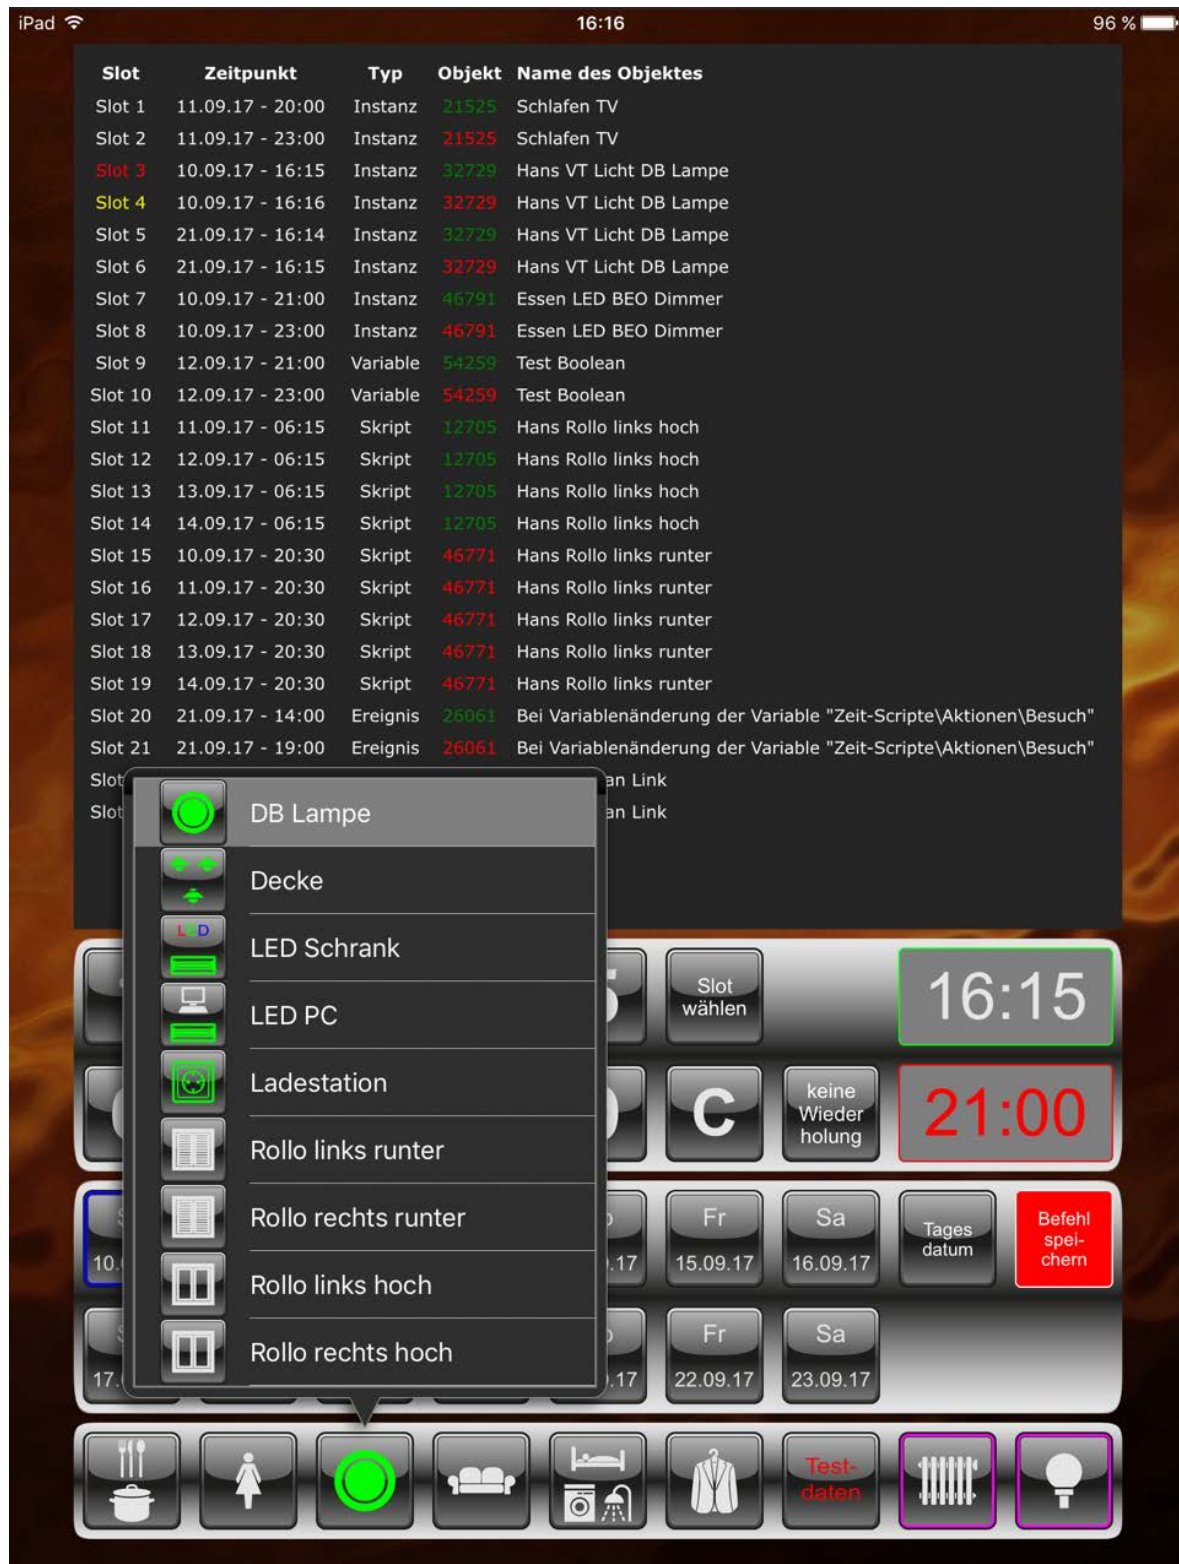 iPad 16:16 96 %
Slot Zeitpunkt Typ Objekt Name des Objektes
Slot 1 11.09.17 - 20:00 Instanz 21525 Schlafen TV
Slot 2 11.09.17 - 23:00 Instanz 21525 Schlafen TV
Slot 3 10.09.17 - 16:15 Instanz 32729 Hans VT Licht DB Lampe
Slot 4 10.09.17 - 16:16 Instanz 32729 Hans VT Licht DB Lampe
Slot 5 21.09.17 - 16:14 Instanz 32729 Hans VT Licht DB Lampe
Slot 6 21.09.17 - 16:15 Instanz 32729 Hans VT Licht DB Lampe
Slot 7 10.09.17 - 21:00 Instanz 46791 Essen LED BEO Dimmer
Slot 8 10.09.17 - 23:00 Instanz 46791 Essen LED BEO Dimmer
Slot 9 12.09.17 - 21:00 Variable 54259 Test Boolean
Slot 10 12.09.17 - 23:00 Variable 54259 Test Boolean
Slot 11 11.09.17 - 06:15 Skript 12705 Hans Rollo links hoch
Slot 12 12.09.17 - 06:15 Skript 12705 Hans Rollo links hoch
Slot 13 13.09.17 - 06:15 Skript 12705 Hans Rollo links hoch
Slot 14 14.09.17 - 06:15 Skript 12705 Hans Rollo links hoch
Slot 15 10.09.17 - 20:30 Skript 46771 Hans Rollo links runter
Slot 16 11.09.17 - 20:30 Skript 46771 Hans Rollo links runter
Slot 17 12.09.17 - 20:30 Skript 46771 Hans Rollo links runter
Slot 18 13.09.17 - 20:30 Skript 46771 Hans Rollo links runter
Slot 19 14.09.17 - 20:30 Skript 46771 Hans Rollo links runter
Slot 20 21.09.17 - 14:00 Ereignis 26061 Bei Variablenänderung der Variable "Zeit-Scripte\Aktionen\Besuch"
Slot 21 21.09.17 - 19:00 Ereignis 26061 Bei Variablenänderung der Variable "Zeit-Scripte\Aktionen\Besuch"
Slot an Link
Slot an Link
DB Lampe
Decke
LED
LED Schrank
LED PC
Ladestation
Rollo links runter
Rollo rechts runter
Rollo links hoch
Rollo rechts hoch
Slot
wählen
16:15
C
keine
Wieder
holung
21:00
Fr
15.09.17
Sa
16.09.17
Tages
datum
Befehl
spei-
chern
10. .17
Fr
22.09.17
Sa
23.09.17
17. .17
Test-
daten